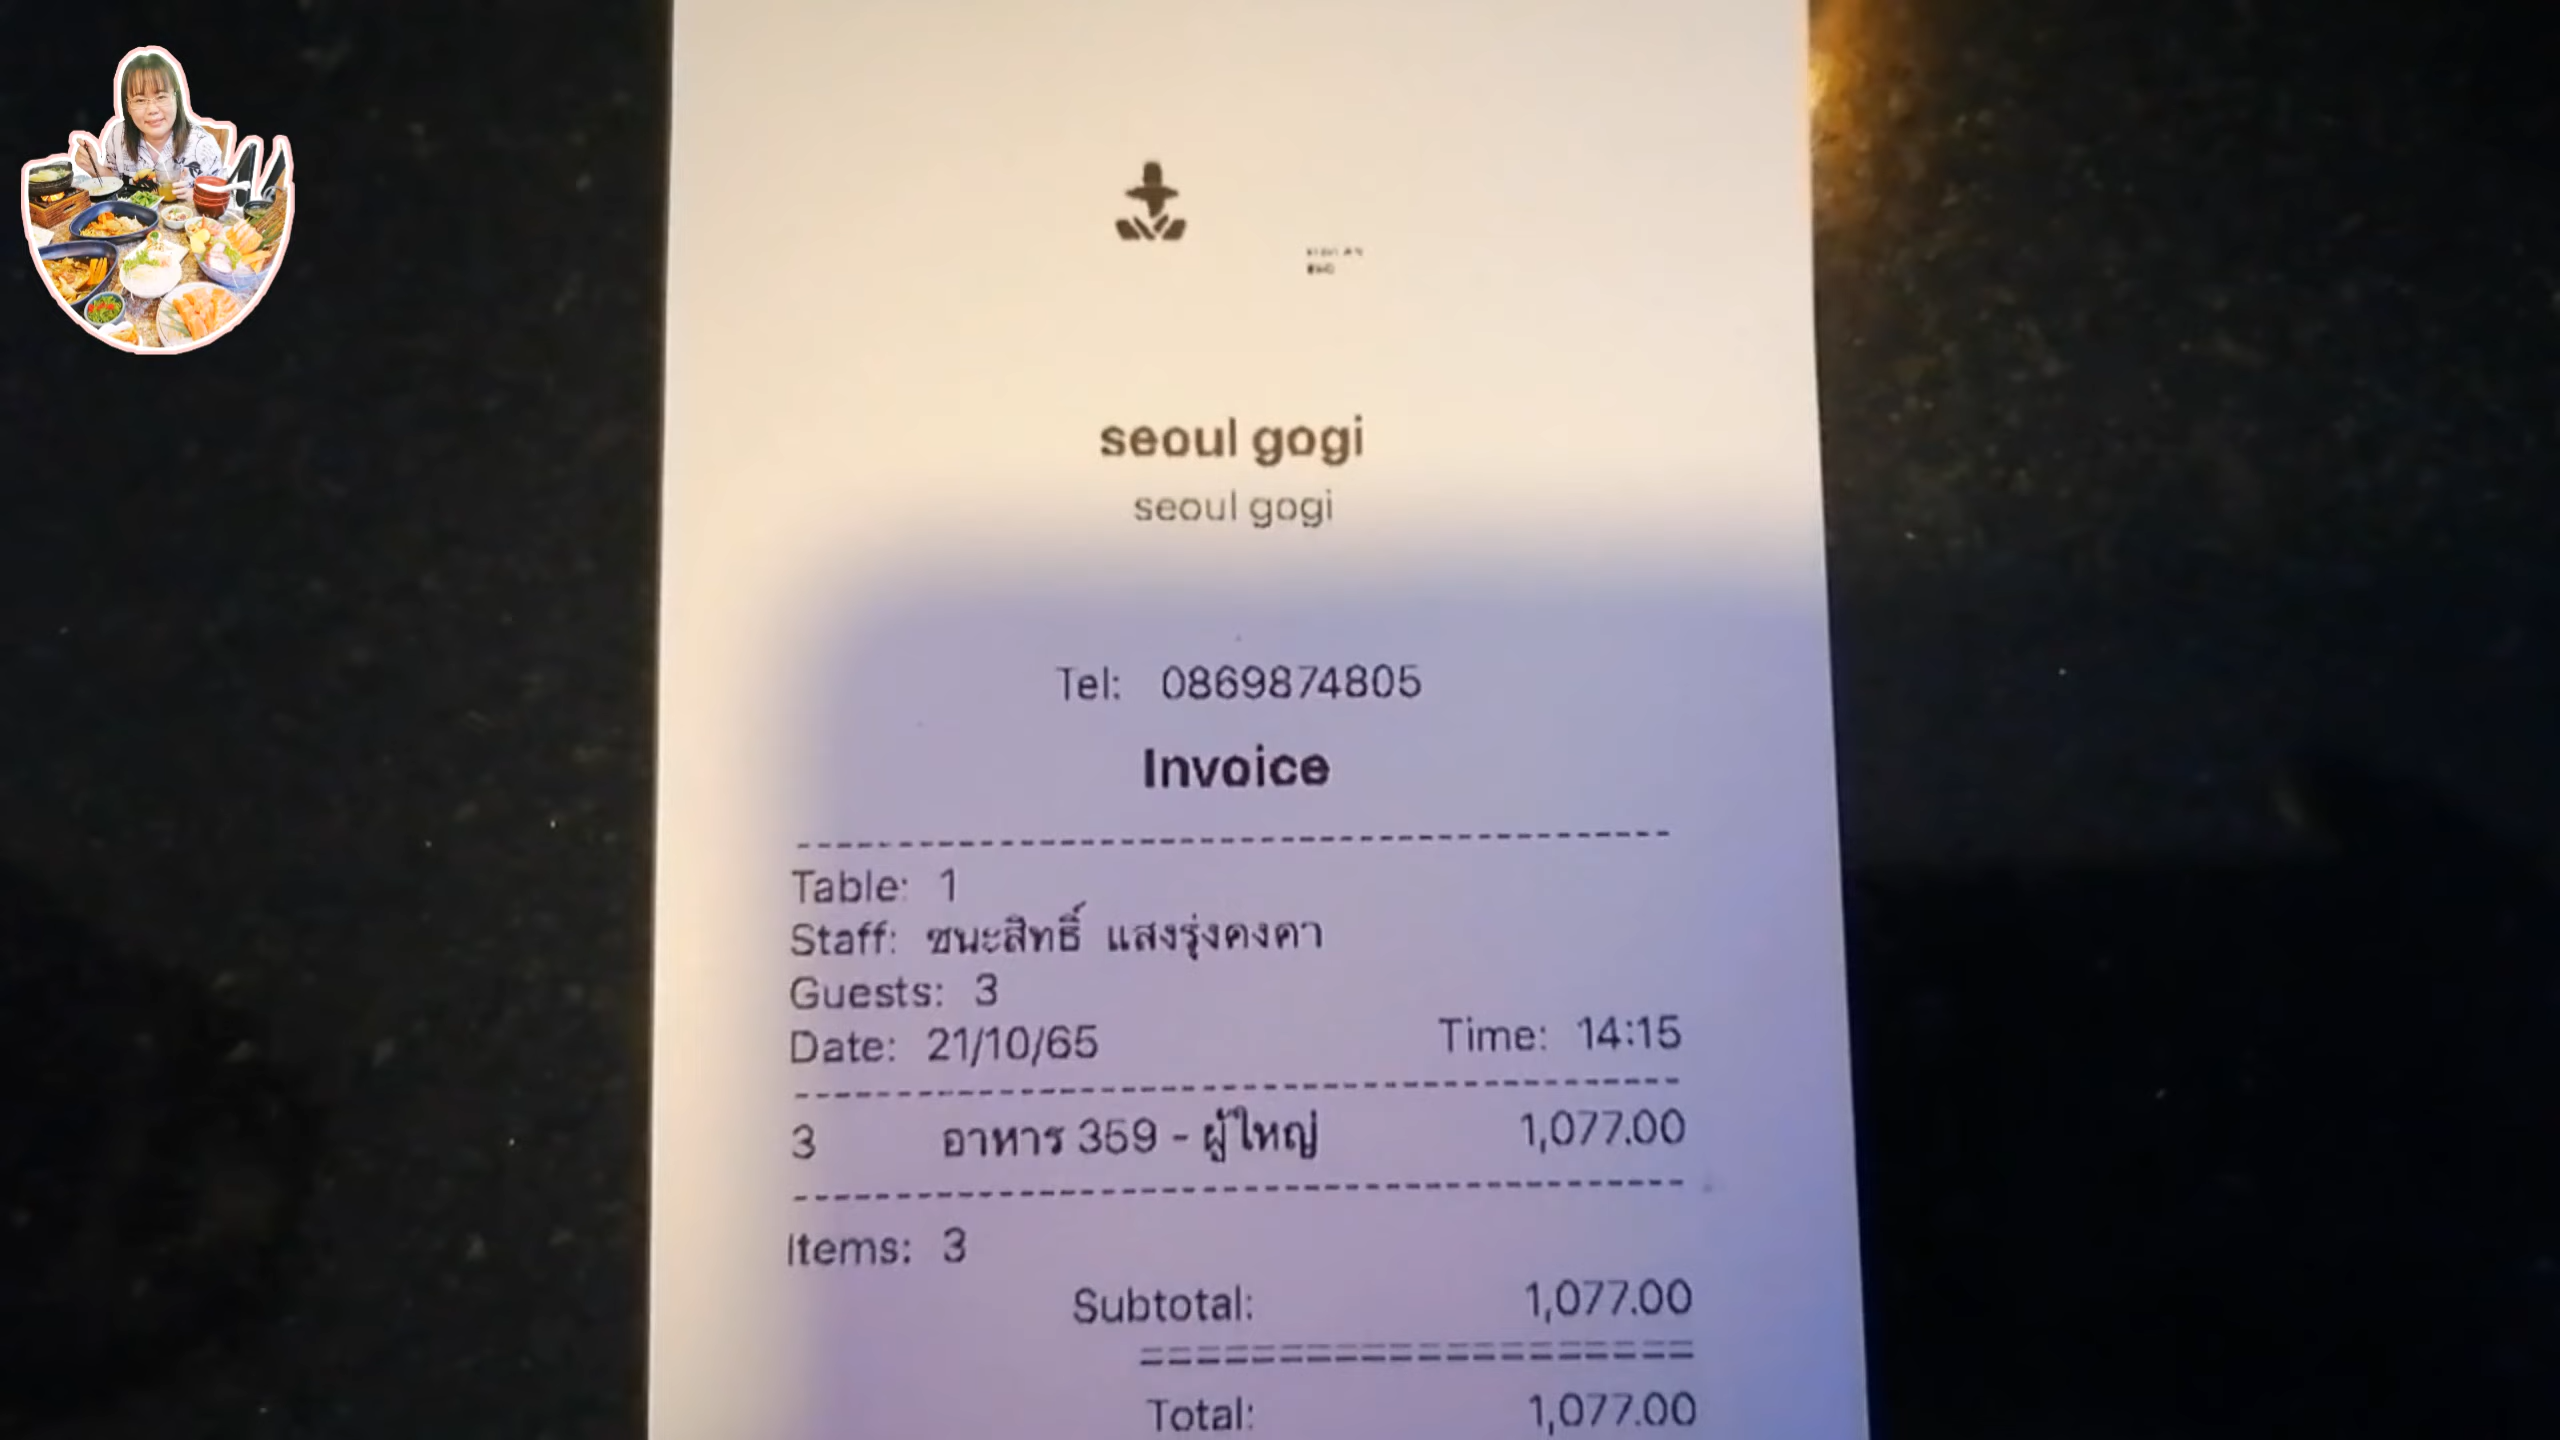 seoul gogi
seoul gogi
Tel: 0869874805
Invoice
Table: 1
Staff: ชนะสิทธิ์ แสงรุ่งคงคา
Guests: 3
Date: 21/10/65 Time: 14:15
3 อาหาร 359 - ผู้ใหญ่ 1,077.00
Items: 3
Subtotal: 1,077.00
Total: 1,077.00